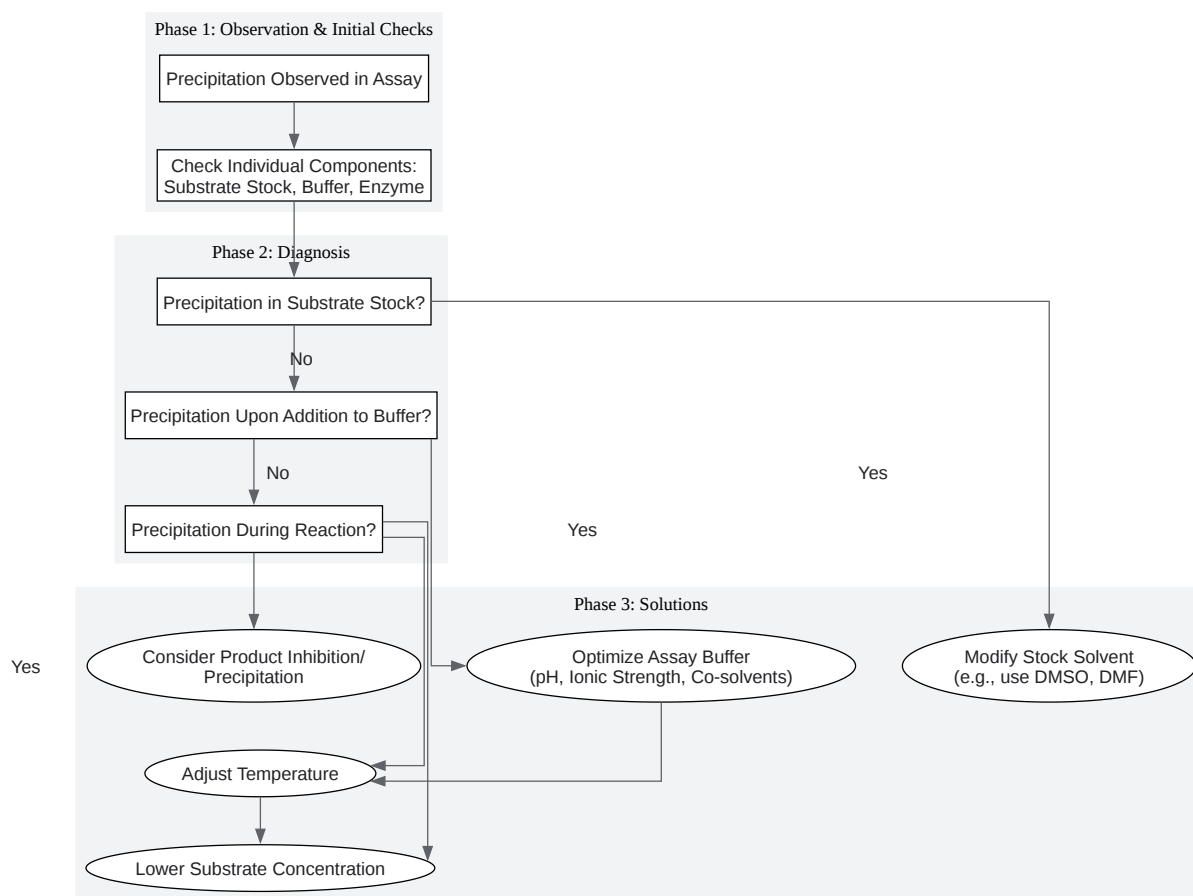 Phase 1: Observation & Initial Checks
Precipitation Observed in Assay
Check Individual Components:
Substrate Stock, Buffer, Enzyme
Phase 2: Diagnosis
Precipitation in Substrate Stock?
No
Precipitation Upon Addition to Buffer?
No
Yes
Precipitation During Reaction?
Yes
Phase 3: Solutions
Yes
Consider Product Inhibition/
Precipitation
Optimize Assay Buffer
(pH, Ionic Strength, Co-solvents)
Modify Stock Solvent
(e.g., use DMSO, DMF)
Adjust Temperature
Lower Substrate Concentration